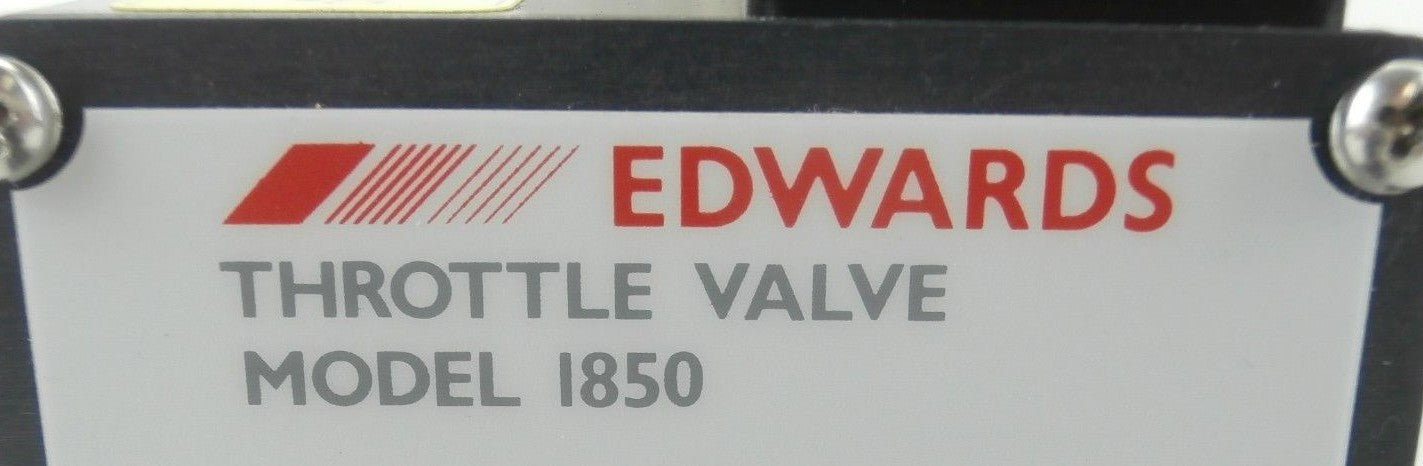 EDWARDS
THROTTLE VALVE
MODEL 1850